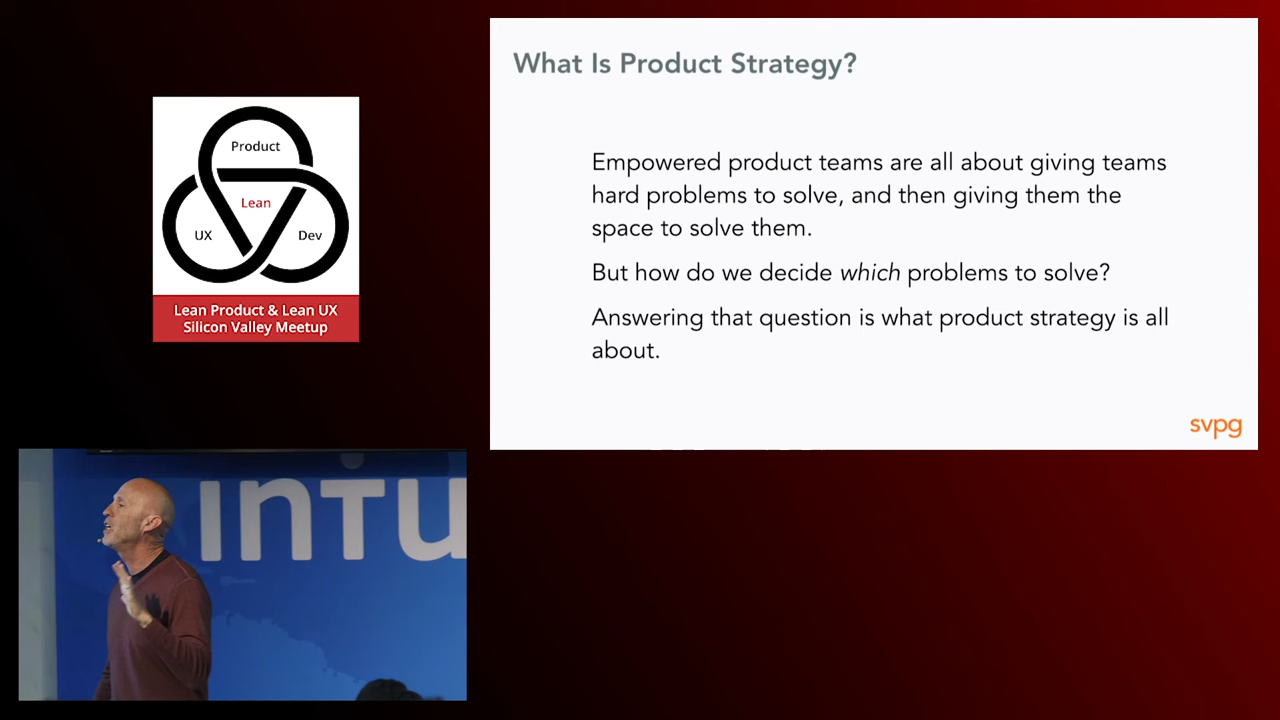 Product
Lean
UX
Dev
Lean Product & Lean UX
Silicon Valley Meetup
What Is Product Strategy?
Empowered product teams are all about giving teams
hard problems to solve, and then giving them the
space to solve them.
But how do we decide which problems to solve?
Answering that question is what product strategy is all
about.
svpg
INTU